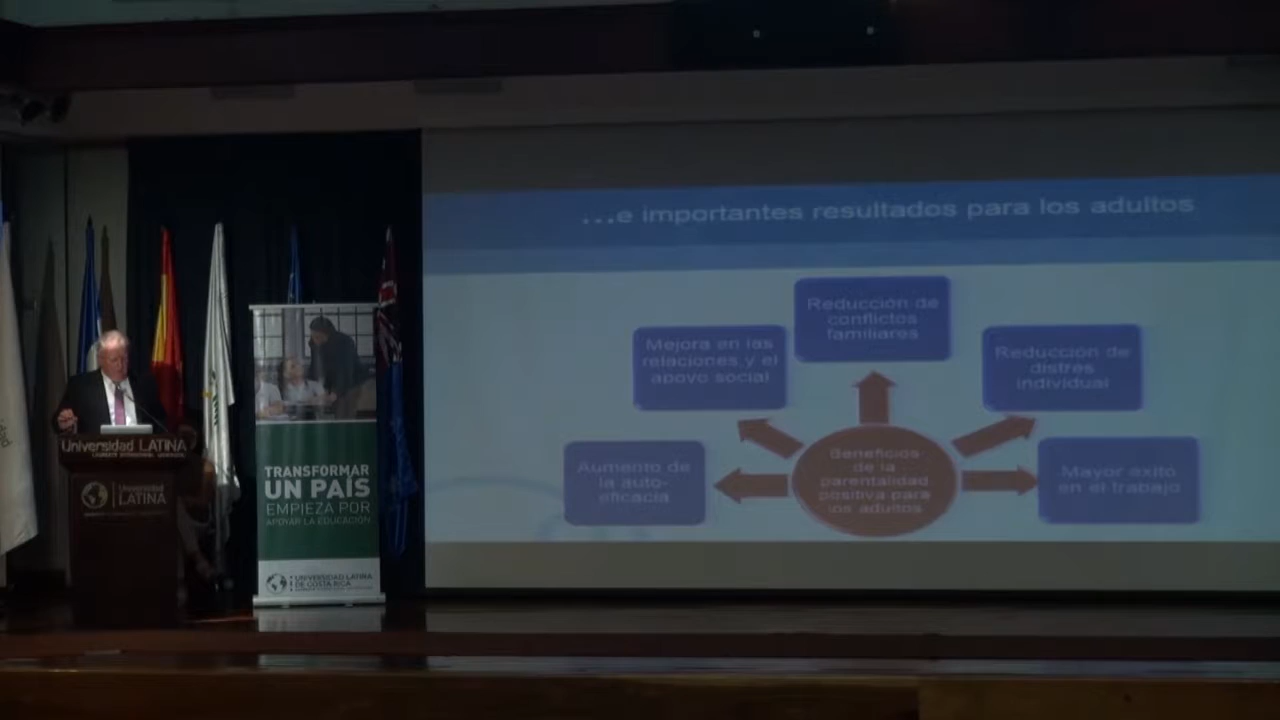 ...e importantes resultados para los adultos
Reducción de
conflictos
familiares
Mejora en las
relaciones y el
apoyo social
Reducción de
distrés
individual
Aumento de
la auto-
eficacia
Beneficios
de la
parentalidad
positiva para
los adultos
Mayor éxito
en el trabajo
Universidad LATINA
Universidad
LATINA
TRANSFORMAR
UN PAÍS
EMPIEZA POR
APOYAR LA EDUCACIÓN
UNIVERSIDAD LATINA
DE COSTA RICA